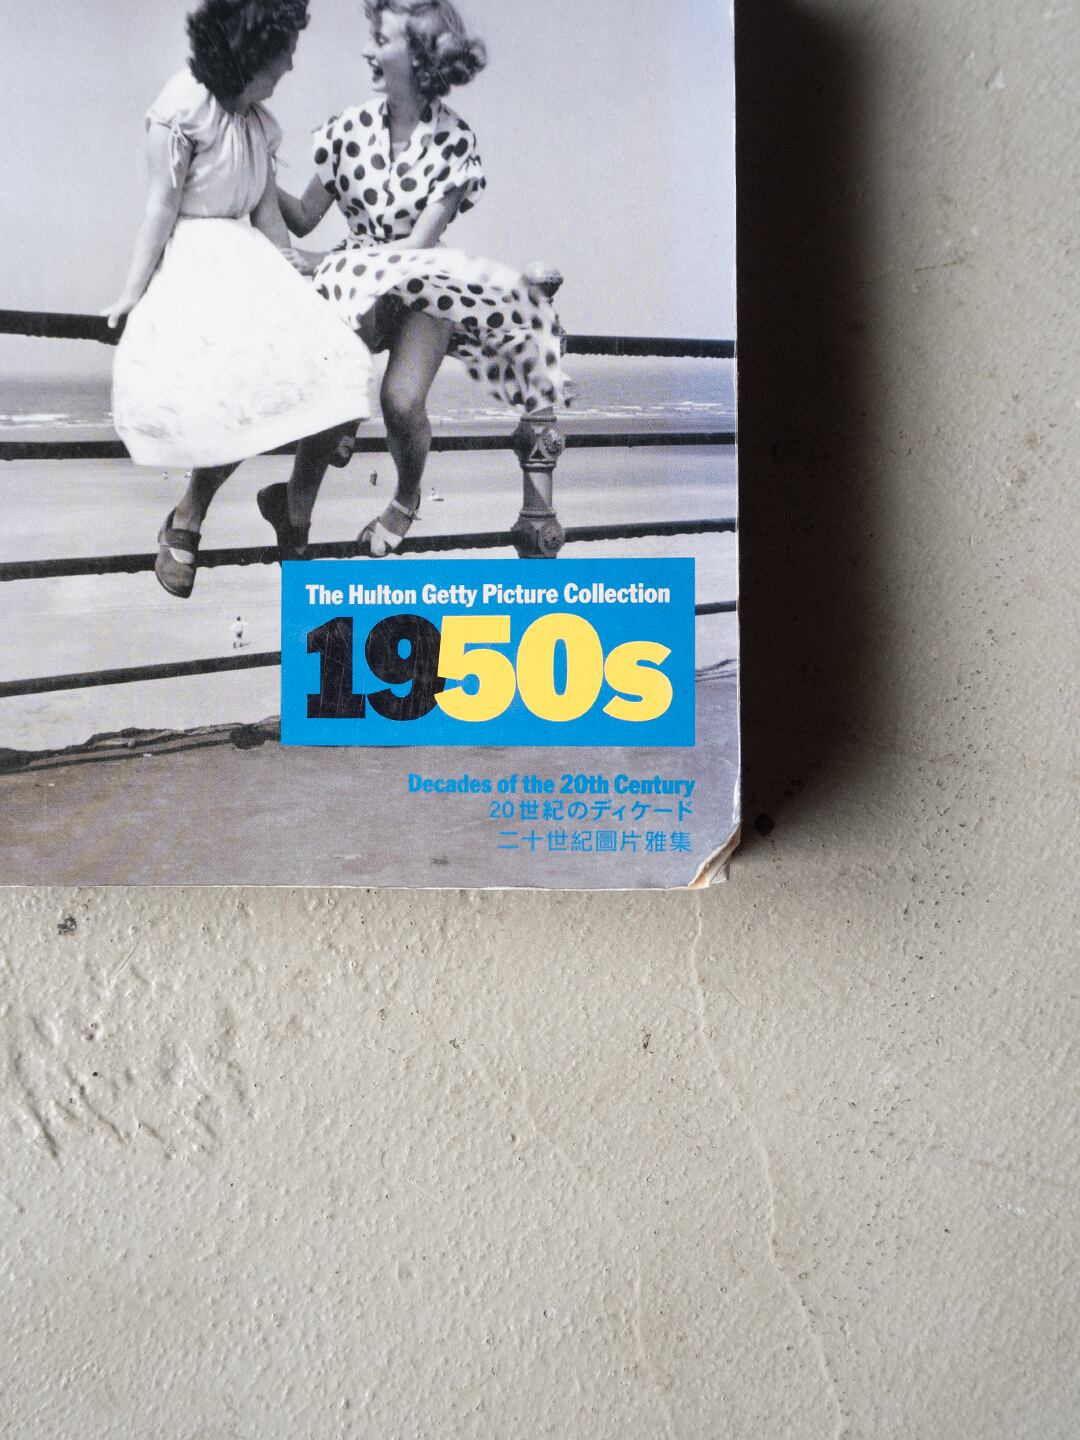 The Hulton Getty Picture Collection
1950s
Decades of the 20th Century
20世紀のディケード
二十世紀圖片雅集